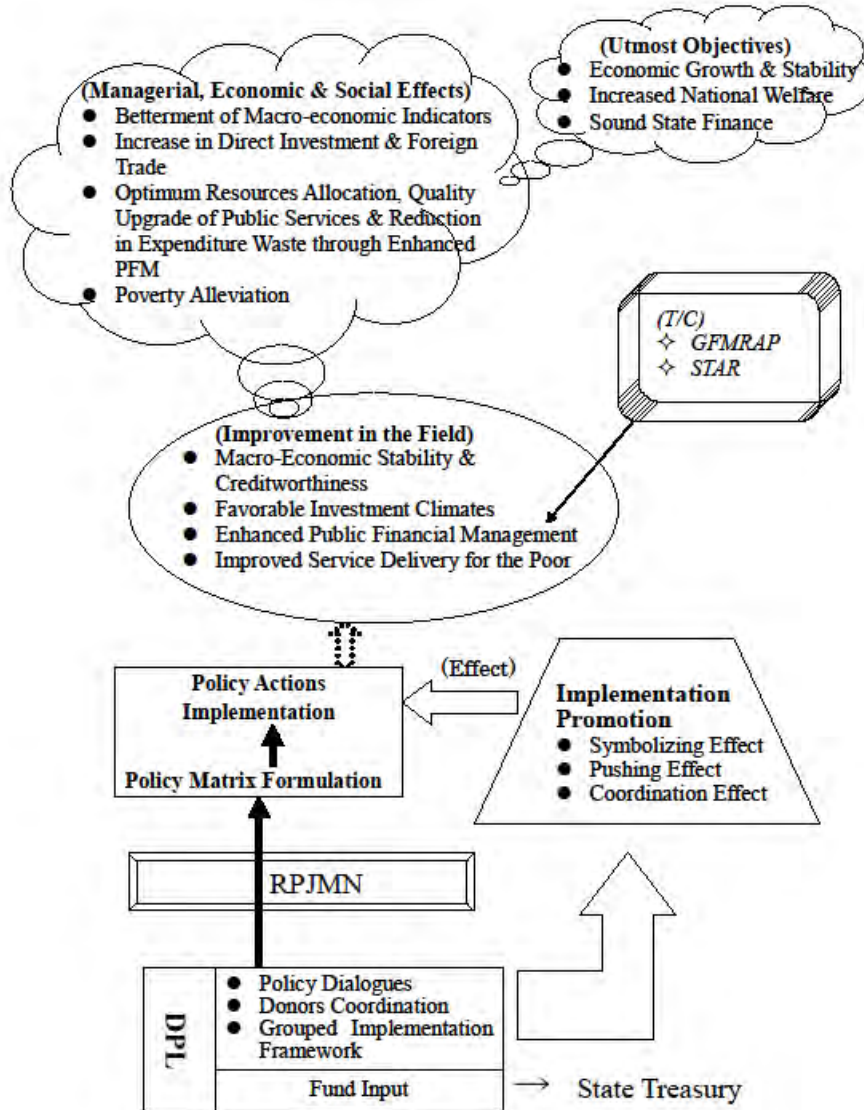 (Utmost Objectives)
● Economic Growth & Stability
● Increased National Welfare
● Sound State Finance
(Managerial, Economic & Social Effects)
● Betterment of Macro-economic Indicators
● Increase in Direct Investment & Foreign
Trade
● Optimum Resources Allocation, Quality
Upgrade of Public Services & Reduction
in Expenditure Waste through Enhanced
PFM
● Poverty Alleviation
(T/C)
✧ GFMRAP
✧ STAR
(Improvement in the Field)
● Macro-Economic Stability &
Creditworthiness
● Favorable Investment Climates
● Enhanced Public Financial Management
● Improved Service Delivery for the Poor
Policy Actions
Implementation
Policy Matrix Formulation
(Effect)
Implementation
Promotion
● Symbolizing Effect
● Pushing Effect
● Coordination Effect
RPJMN
DPL
● Policy Dialogues
● Donors Coordination
● Grouped Implementation
Framework
Fund Input
→ State Treasury